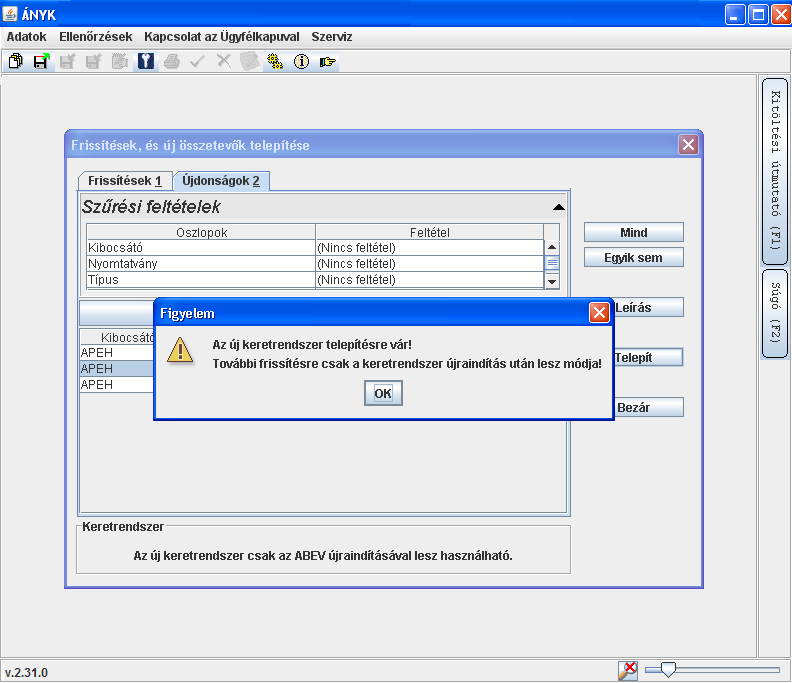 ÁNYK
Adatok Ellenőrzések Kapcsolat az Ügyfélkapuval Szerviz
Frissítések, és új összetevők telepítése
Frissítések 1 Újdonságok 2
Szűrési feltételek
Oszlopok Feltétel
Kibocsátó (Nincs feltétel)
Nyomtatvány (Nincs feltétel)
Típus (Nincs feltétel)
Mind
Egyik sem
Leírás
Telepít
Bezár
Kibocsátó
APEH
APEH
APEH
Figyelem
Az új keretrendszer telepítésre vár!
További frissítésre csak a keretrendszer újraindítás után lesz módja!
OK
Keretrendszer
Az új keretrendszer csak az ABEV újraindításával lesz használható.
Kitöltési útmutató (F1)
Súgó (F2)
v.2.31.0